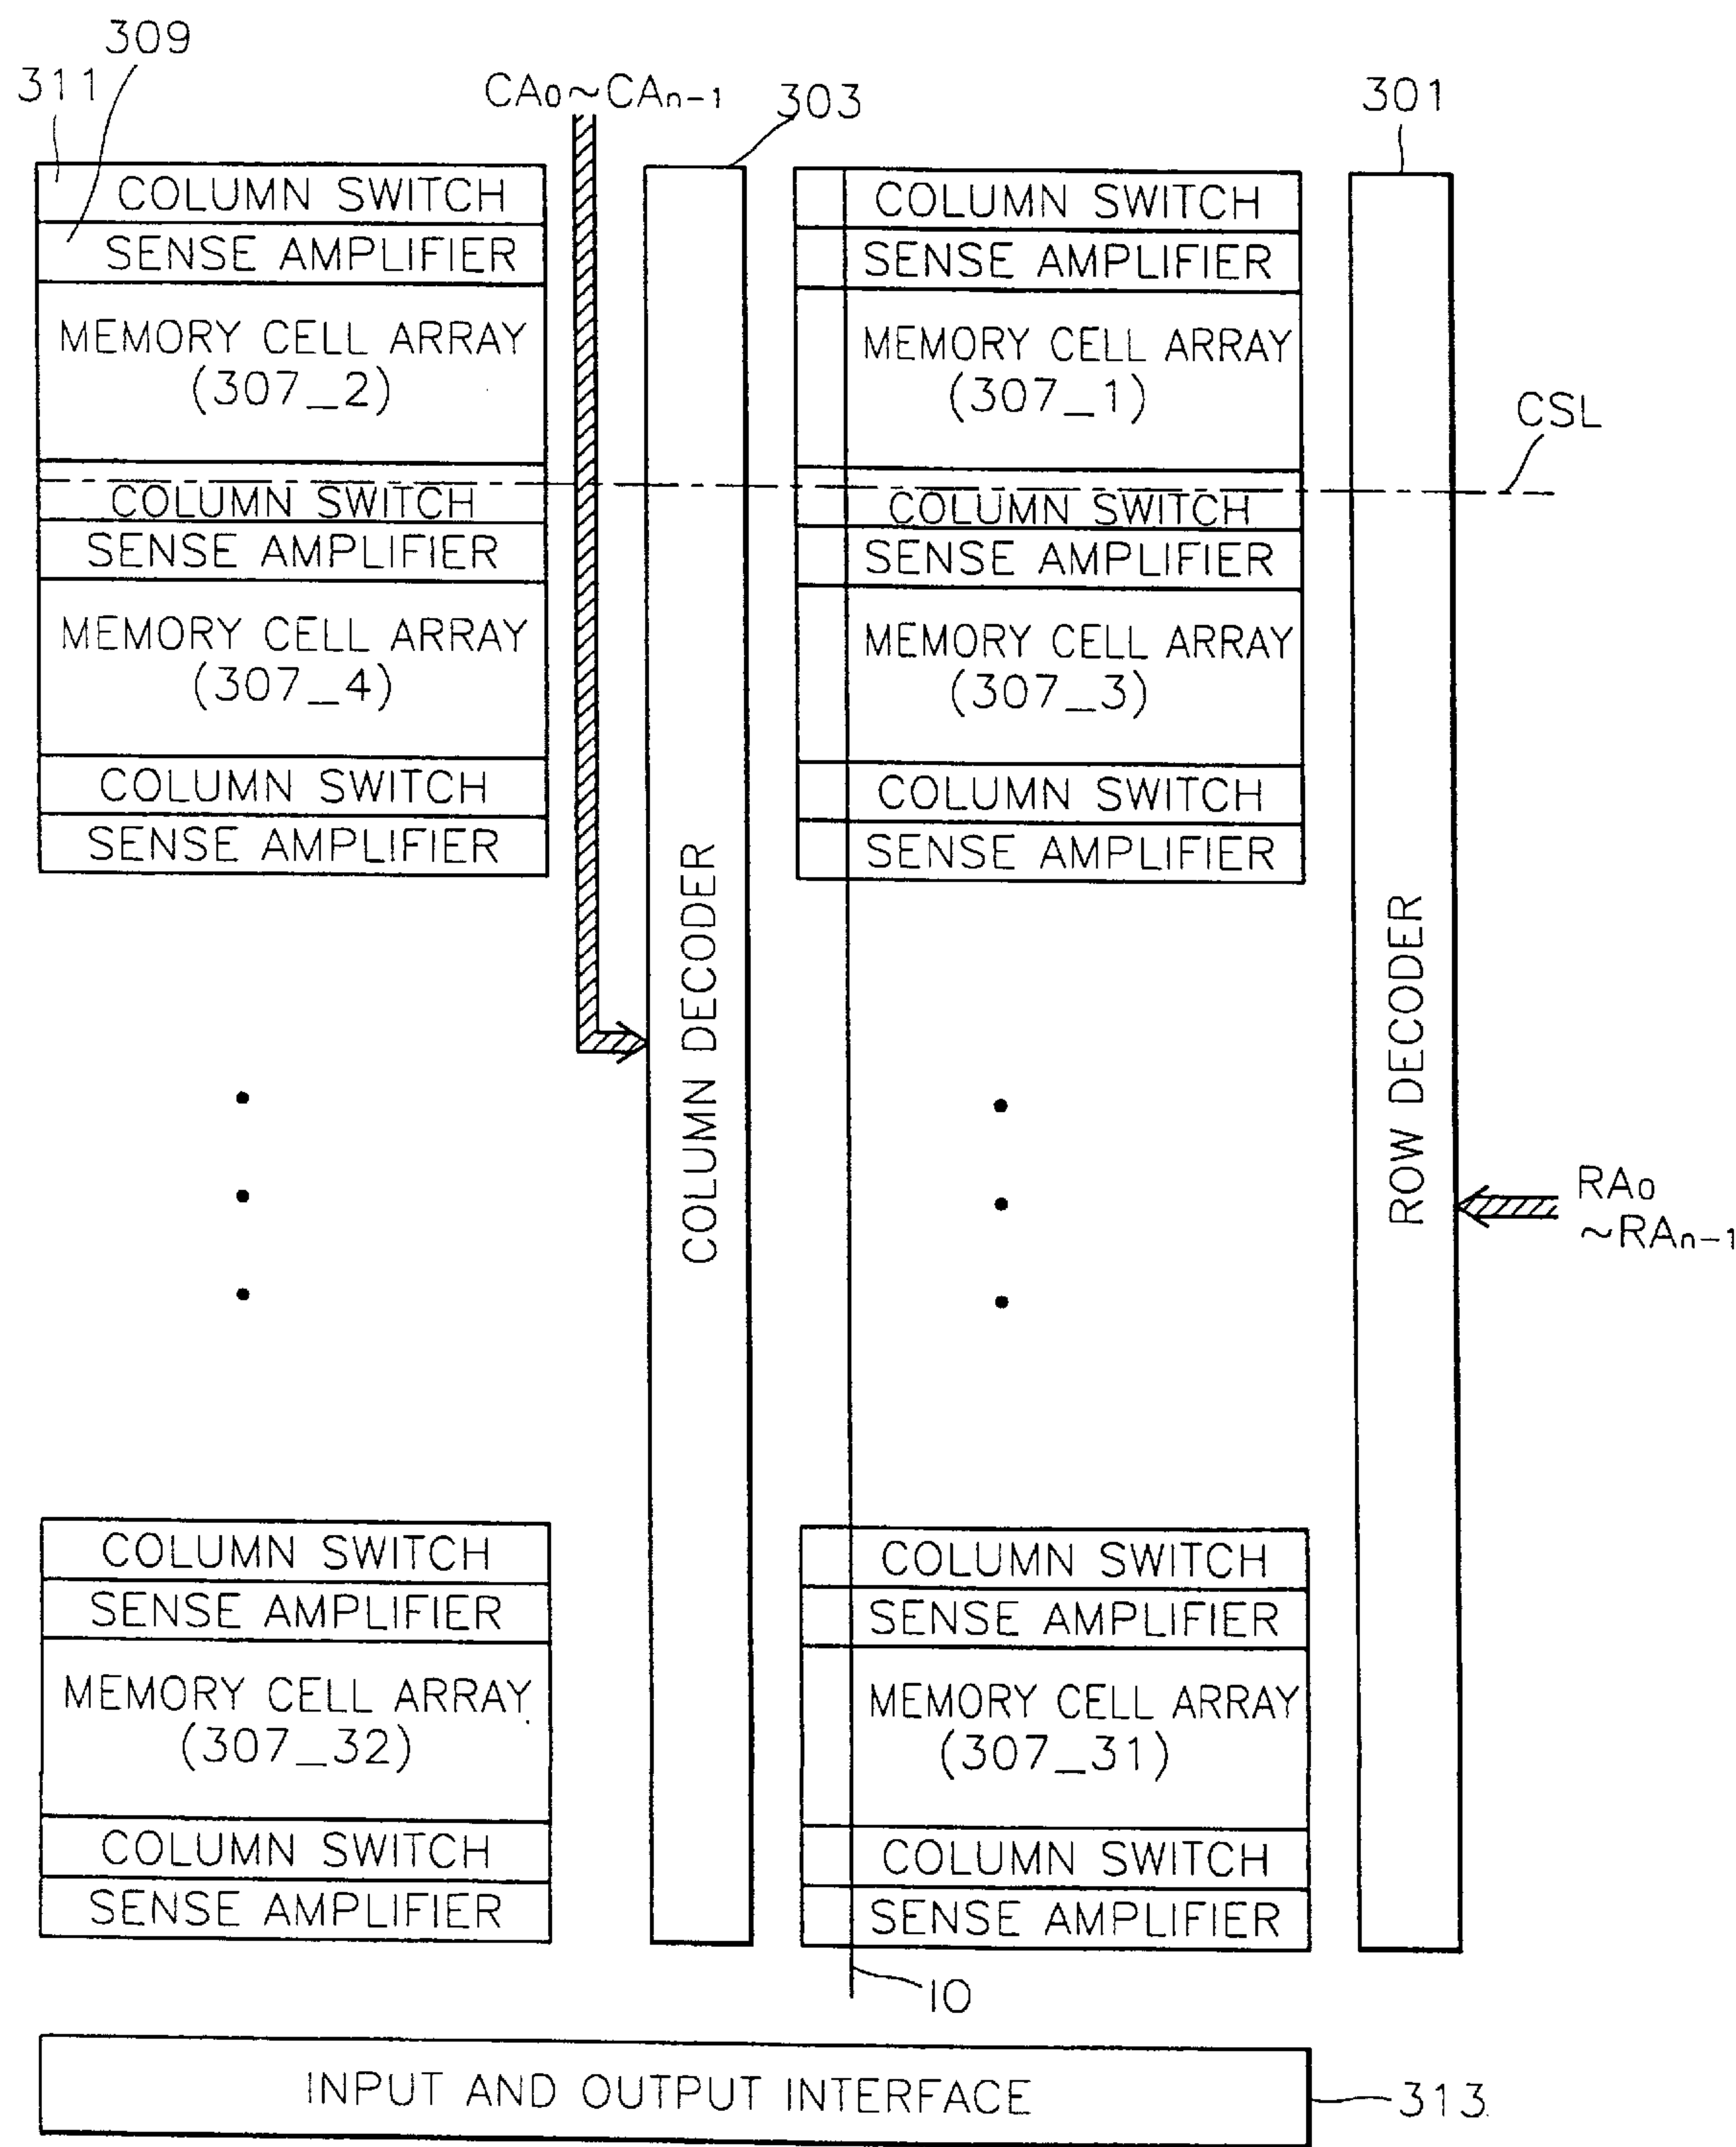 309
311
CA0~CAn-1
303
301
COLUMN SWITCH
SENSE AMPLIFIER
MEMORY CELL ARRAY
(307_2)
COLUMN SWITCH
SENSE AMPLIFIER
MEMORY CELL ARRAY
(307_4)
COLUMN SWITCH
SENSE AMPLIFIER
COLUMN DECODER
COLUMN SWITCH
SENSE AMPLIFIER
MEMORY CELL ARRAY
(307_1)
CSL
COLUMN SWITCH
SENSE AMPLIFIER
MEMORY CELL ARRAY
(307_3)
COLUMN SWITCH
SENSE AMPLIFIER
ROW DECODER
RA0
~RAn-1
COLUMN SWITCH
SENSE AMPLIFIER
MEMORY CELL ARRAY
(307_32)
COLUMN SWITCH
SENSE AMPLIFIER
COLUMN SWITCH
SENSE AMPLIFIER
MEMORY CELL ARRAY
(307_31)
COLUMN SWITCH
SENSE AMPLIFIER
IO
INPUT AND OUTPUT INTERFACE
313